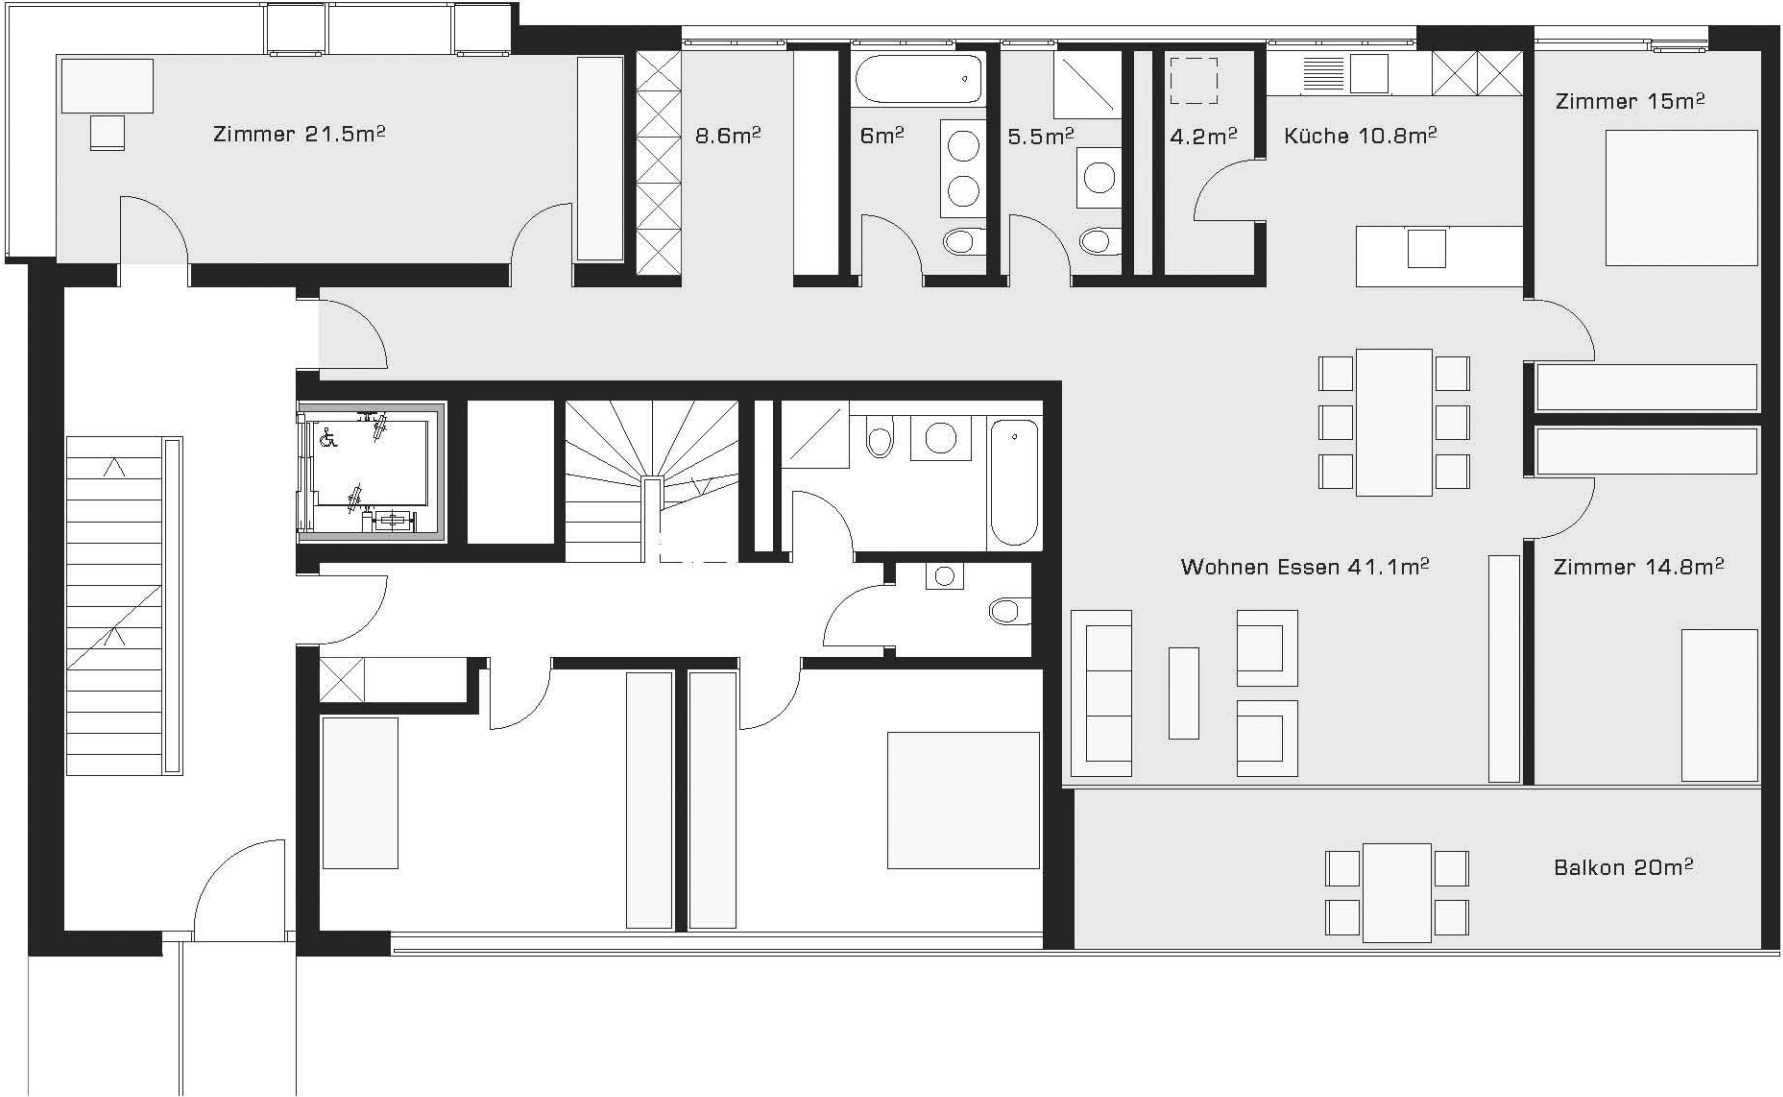 Zimmer 21.5m²
8.6m²
6m²
5.5m²
4.2m²
Küche 10.8m²
Zimmer 15m²
Wohnen Essen 41.1m²
Zimmer 14.8m²
Balkon 20m²